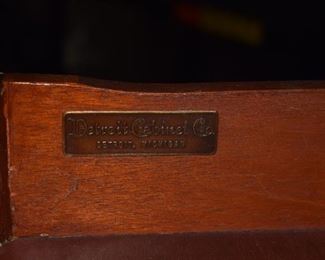 Detroit Cabinet Co.
DETROIT, MICHIGAN